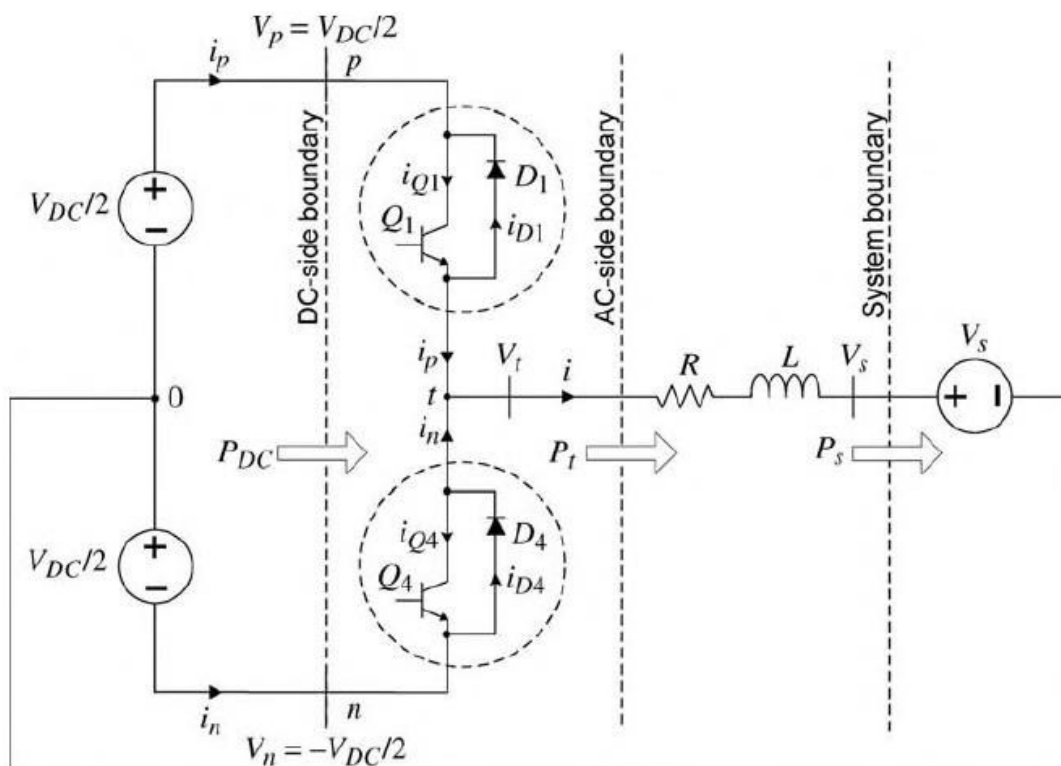 V_p = V_DC/2
i_p
p
DC-side boundary
AC-side boundary
System boundary
+
−
V_DC/2
i_Q1
D_1
Q_1
i_D1
i_p
V_t
i
R
L
V_s
V_s
+
−
0
t
i_n
P_DC
P_t
P_s
+
−
V_DC/2
i_Q4
D_4
Q_4
i_D4
i_n
n
V_n = −V_DC/2